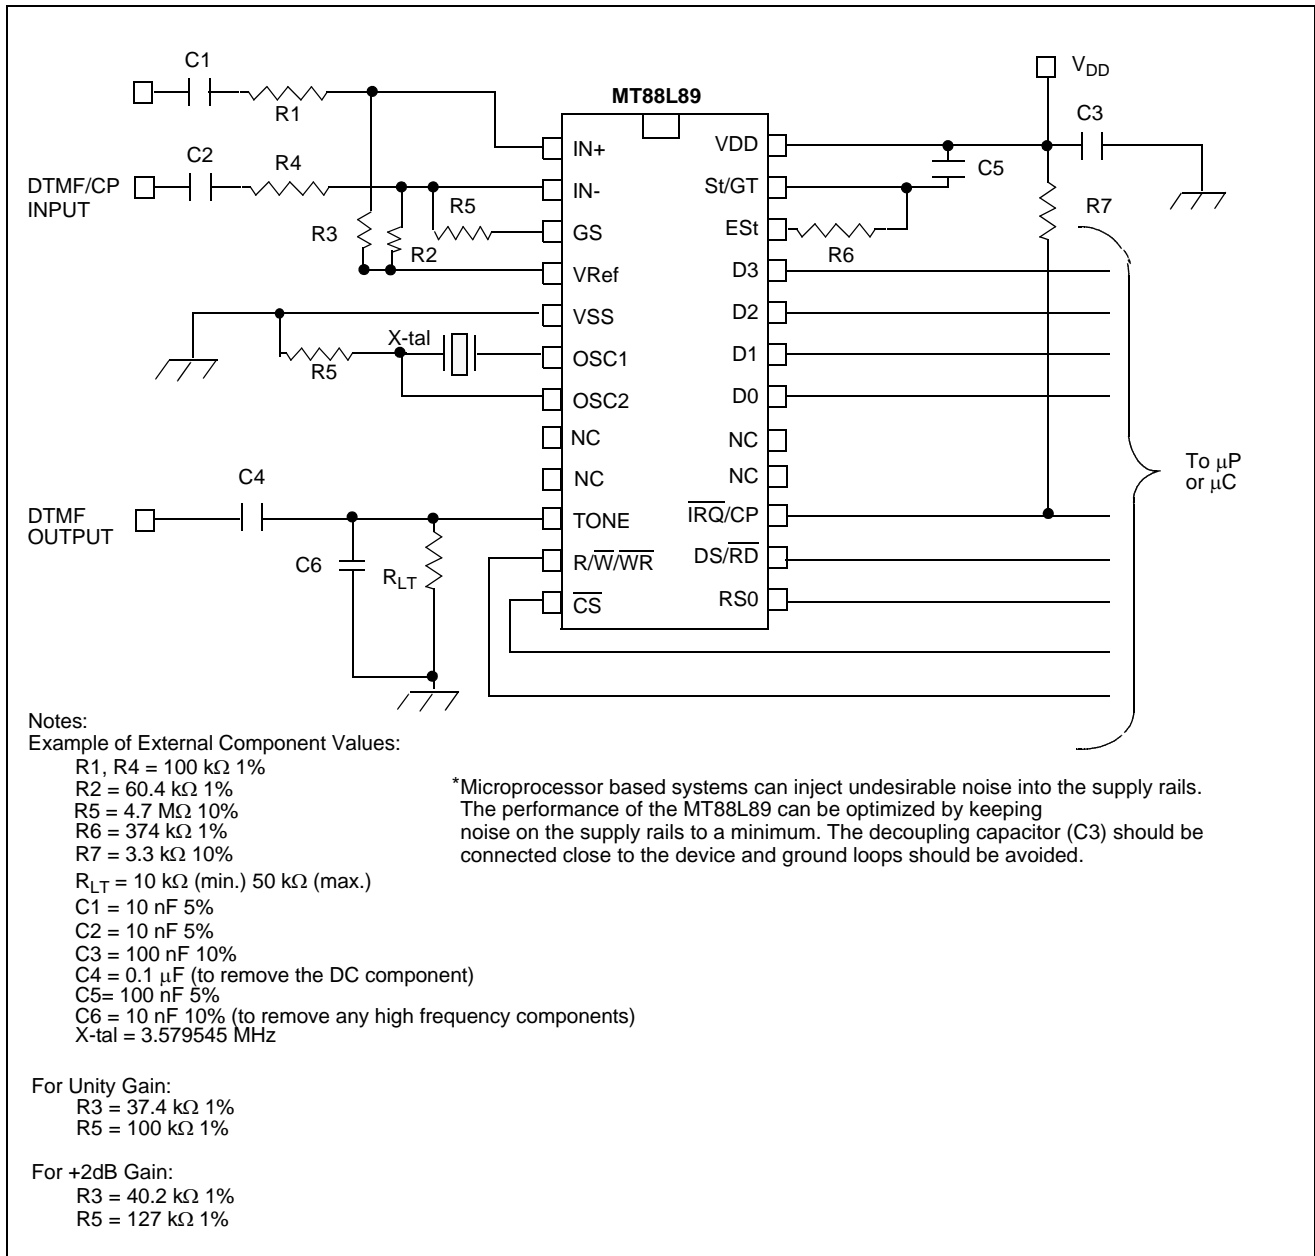 C1
R1
MT88L89
VDD
C3
C2
R4
DTMF/CP
INPUT
R5
R3
R2
IN+
IN-
GS
VRef
VSS
OSC1
OSC2
NC
NC
TONE
R/W̅/W̅R̅
C̅S̅
VDD
St/GT
ESt
D3
D2
D1
D0
NC
NC
I̅R̅Q̅/CP
DS/R̅D̅
RS0
C5
R6
R7
X-tal
R5
C4
DTMF
OUTPUT
C6
RLT
To μP
or μC
Notes:
Example of External Component Values:
R1, R4 = 100 kΩ 1%
R2 = 60.4 kΩ 1%
R5 = 4.7 MΩ 10%
R6 = 374 kΩ 1%
R7 = 3.3 kΩ 10%
RLT = 10 kΩ (min.) 50 kΩ (max.)
C1 = 10 nF 5%
C2 = 10 nF 5%
C3 = 100 nF 10%
C4 = 0.1 μF (to remove the DC component)
C5= 100 nF 5%
C6 = 10 nF 10% (to remove any high frequency components)
X-tal = 3.579545 MHz
*Microprocessor based systems can inject undesirable noise into the supply rails.
The performance of the MT88L89 can be optimized by keeping
noise on the supply rails to a minimum. The decoupling capacitor (C3) should be
connected close to the device and ground loops should be avoided.
For Unity Gain:
R3 = 37.4 kΩ 1%
R5 = 100 kΩ 1%
For +2dB Gain:
R3 = 40.2 kΩ 1%
R5 = 127 kΩ 1%